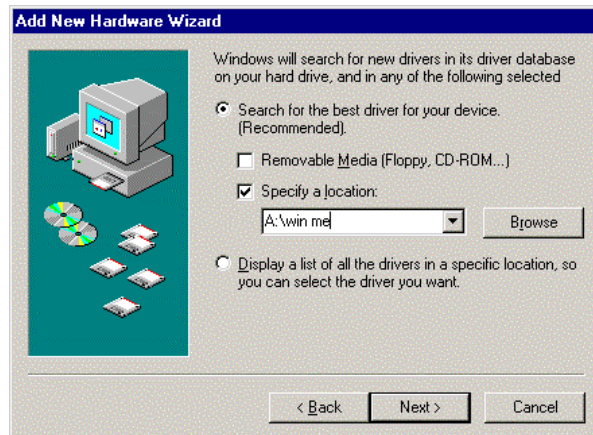 Add New Hardware Wizard
Windows will search for new drivers in its driver database
on your hard drive, and in any of the following selected
Search for the best driver for your device.
(Recommended).
Removable Media (Floppy, CD-ROM...)
Specify a location:
A:\win me
Browse
Display a list of all the drivers in a specific location, so
you can select the driver you want.
< Back
Next >
Cancel